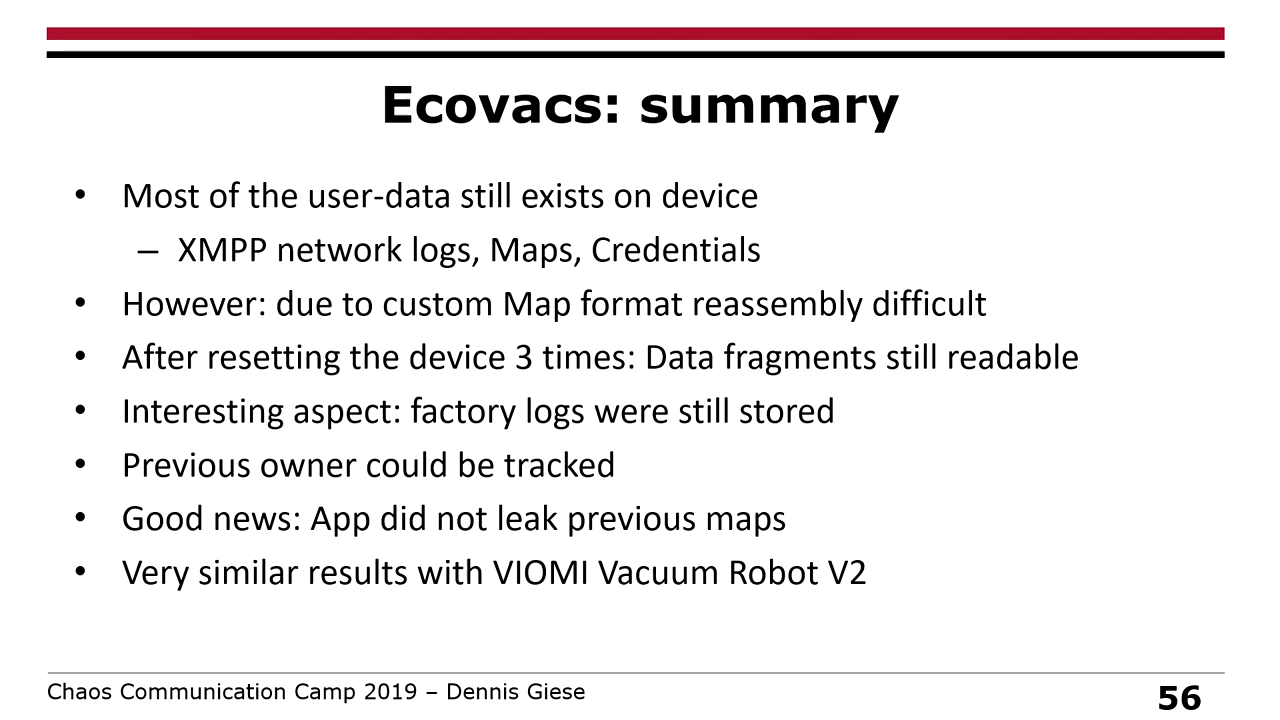 Ecovacs: summary
• Most of the user-data still exists on device
– XMPP network logs, Maps, Credentials
• However: due to custom Map format reassembly difficult
• After resetting the device 3 times: Data fragments still readable
• Interesting aspect: factory logs were still stored
• Previous owner could be tracked
• Good news: App did not leak previous maps
• Very similar results with VIOMI Vacuum Robot V2
Chaos Communication Camp 2019 – Dennis Giese
56